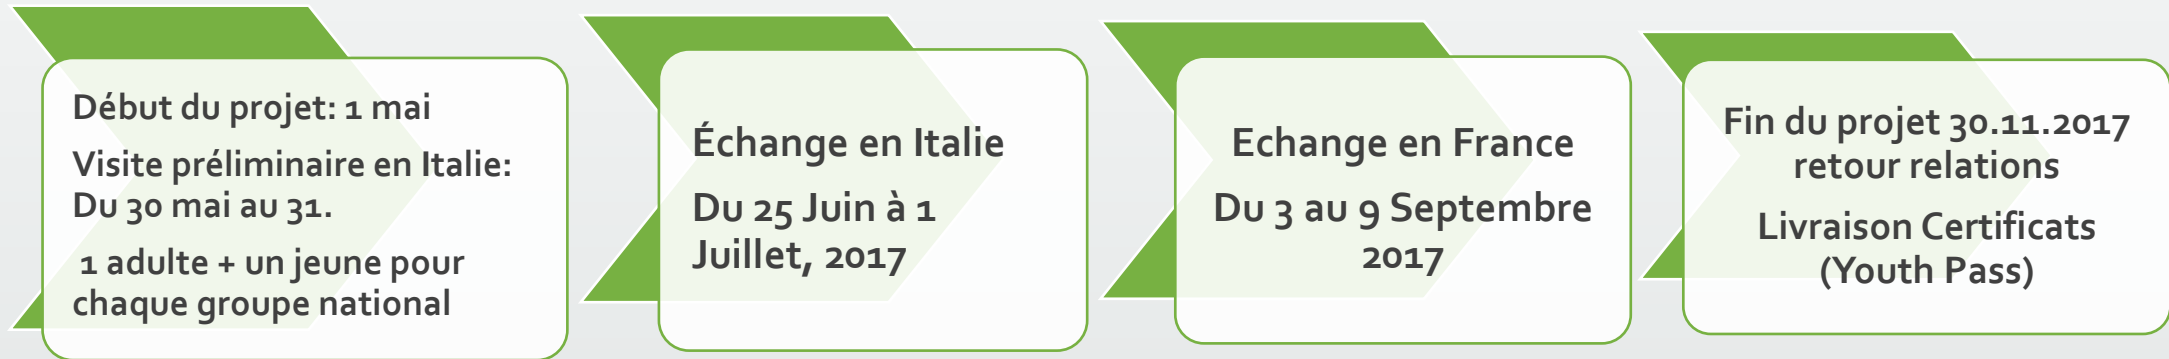 Début du projet: 1 mai
Visite préliminaire en Italie:
Du 30 mai au 31.
1 adulte + un jeune pour
chaque groupe national
Échange en Italie
Du 25 Juin à 1
Juillet, 2017
Echange en France
Du 3 au 9 Septembre
2017
Fin du projet 30.11.2017
retour relations
Livraison Certificats
(Youth Pass)